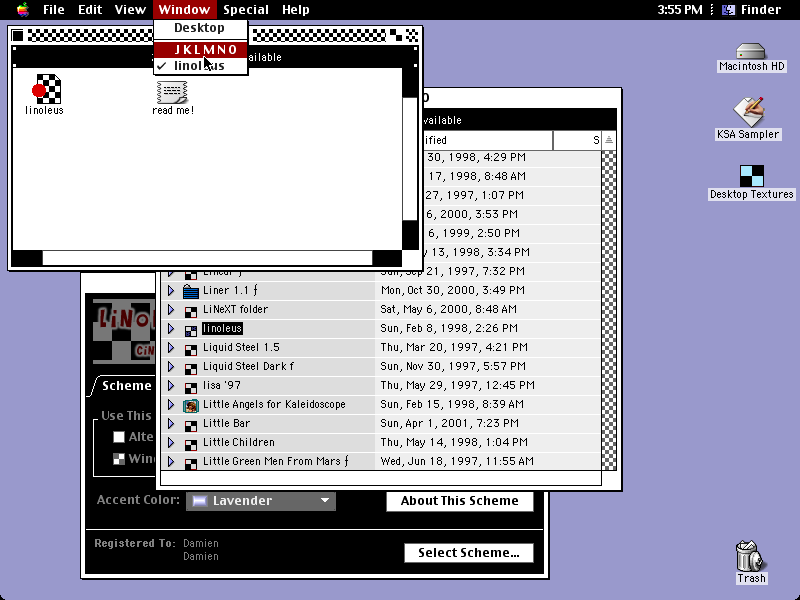 File Edit View Window Special Help 3:55 PM Finder
Desktop
J K L M N O
linoleus
ailable
linoleus
read me!
Macintosh HD
KSA Sampler
Desktop Textures
Trash
O
vailable
ified S
30, 1998, 4:29 PM
17, 1998, 8:48 AM
27, 1997, 1:07 PM
6, 2000, 3:53 PM
6, 1999, 2:50 PM
y 13, 1998, 3:34 PM
Linear ƒ Sun, Sep 21, 1997, 7:32 PM
Liner 1.1 ƒ Mon, Oct 30, 2000, 3:49 PM
LiNeXT folder Sat, May 6, 2000, 8:48 AM
linoleus Sun, Feb 8, 1998, 2:26 PM
Liquid Steel 1.5 Thu, Mar 20, 1997, 4:21 PM
Liquid Steel Dark f Sun, Nov 30, 1997, 5:57 PM
lisa '97 Thu, May 29, 1997, 12:45 PM
Little Angels for Kaleidoscope Sun, Feb 15, 1998, 8:39 AM
Little Bar Sun, Apr 1, 2001, 7:23 PM
Little Children Thu, May 14, 1998, 1:04 PM
Little Green Men From Mars ƒ Wed, Jun 18, 1997, 11:55 AM
LiNO
CiN
Scheme
Use This
Alte
Win
Accent Color: Lavender About This Scheme
Registered To: Damien
Damien
Select Scheme...